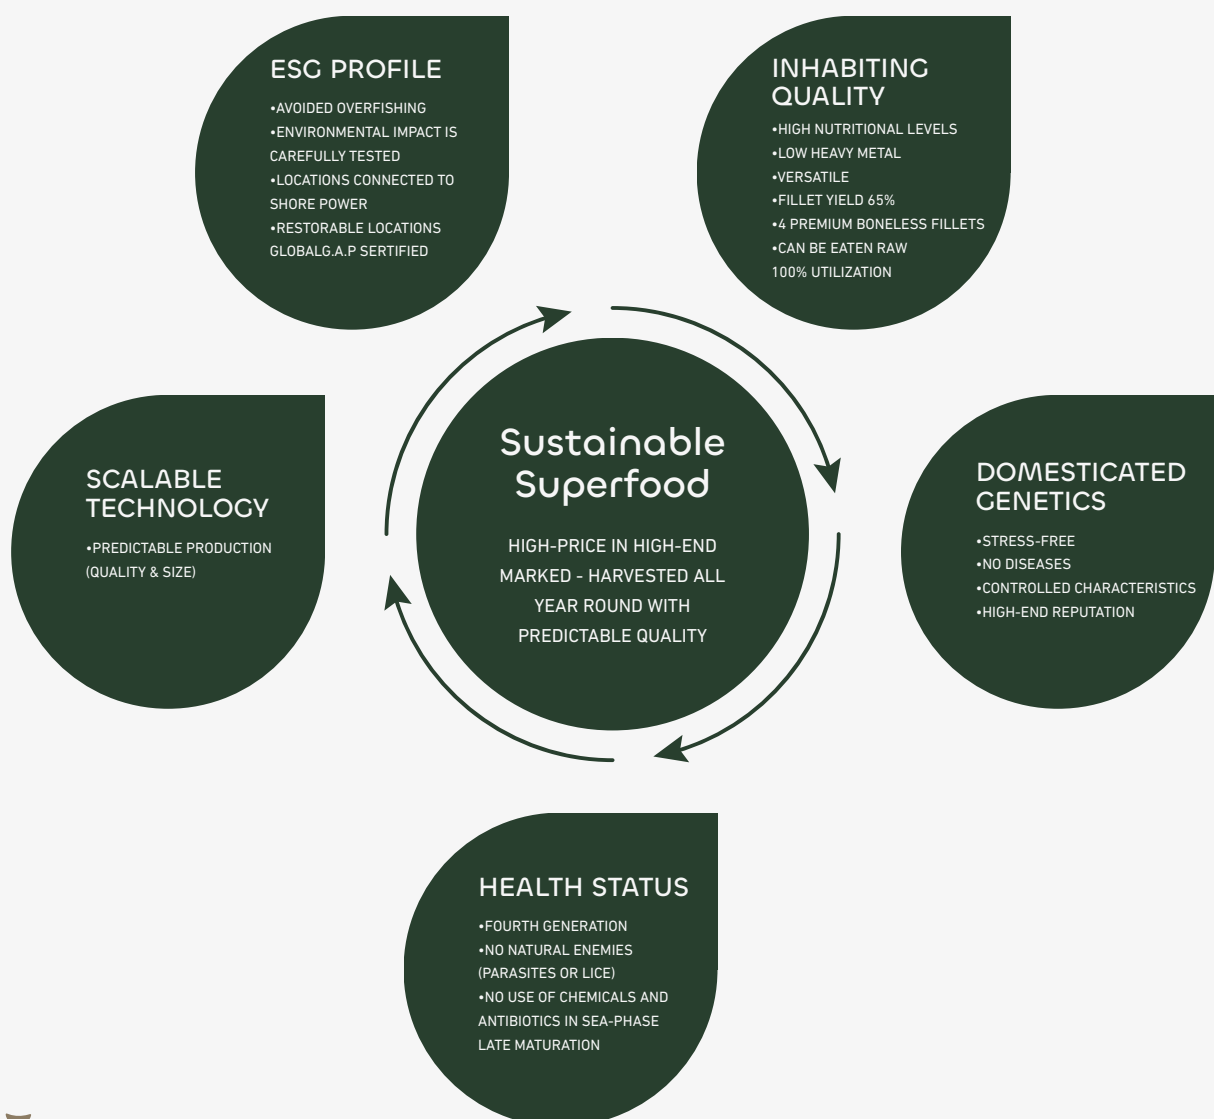 ESG PROFILE
•AVOIDED OVERFISHING
•ENVIRONMENTAL IMPACT IS
CAREFULLY TESTED
•LOCATIONS CONNECTED TO
SHORE POWER
•RESTORABLE LOCATIONS
GLOBALG.A.P SERTIFIED
INHABITING
QUALITY
•HIGH NUTRITIONAL LEVELS
•LOW HEAVY METAL
•VERSATILE
•FILLET YIELD 65%
•4 PREMIUM BONELESS FILLETS
•CAN BE EATEN RAW
100% UTILIZATION
SCALABLE
TECHNOLOGY
•PREDICTABLE PRODUCTION
(QUALITY & SIZE)
Sustainable
Superfood
HIGH-PRICE IN HIGH-END
MARKED - HARVESTED ALL
YEAR ROUND WITH
PREDICTABLE QUALITY
DOMESTICATED
GENETICS
•STRESS-FREE
•NO DISEASES
•CONTROLLED CHARACTERISTICS
•HIGH-END REPUTATION
HEALTH STATUS
•FOURTH GENERATION
•NO NATURAL ENEMIES
(PARASITES OR LICE)
•NO USE OF CHEMICALS AND
ANTIBIOTICS IN SEA-PHASE
LATE MATURATION